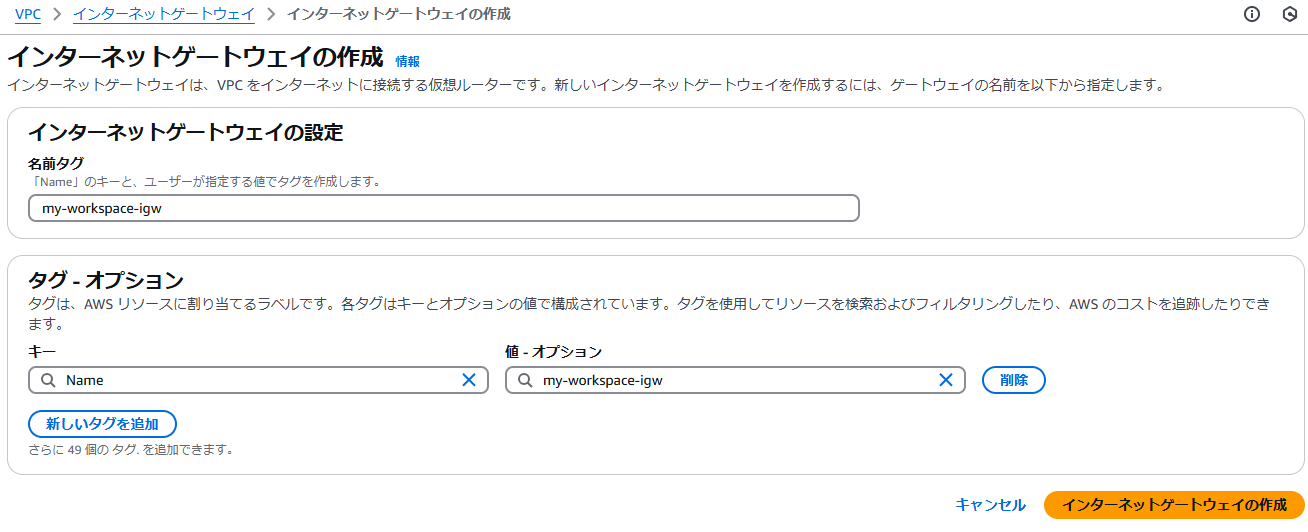 VPC > インターネットゲートウェイ > インターネットゲートウェイの作成
インターネットゲートウェイの作成 情報
インターネットゲートウェイは、VPC をインターネットに接続する仮想ルーターです。新しいインターネットゲートウェイを作成するには、ゲートウェイの名前を以下から指定します。
インターネットゲートウェイの設定
名前タグ
「Name」のキーと、ユーザーが指定する値でタグを作成します。
my-workspace-igw
タグ - オプション
タグは、AWS リソースに割り当てるラベルです。各タグはキーとオプションの値で構成されています。タグを使用してリソースを検索およびフィルタリングしたり、AWS のコストを追跡したりでき
ます。
キー 値 - オプション
Name my-workspace-igw 削除
新しいタグを追加
さらに 49 個の タグ. を追加できます。
キャンセル インターネットゲートウェイの作成